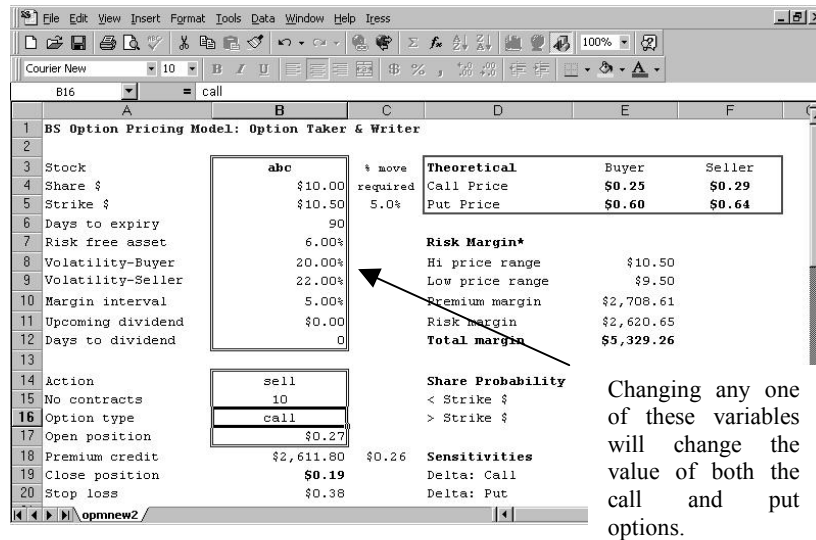 File Edit View Insert Format Tools Data Window Help Iress
100%
Courier New 10 B I U
B16 = call
A B C D E F
1 BS Option Pricing Model: Option Taker & Writer
2
3 Stock abc % move Theoretical Buyer Seller
4 Share $ $10.00 required Call Price $0.25 $0.29
5 Strike $ $10.50 5.0% Put Price $0.60 $0.64
6 Days to expiry 90
7 Risk free asset 6.00% Risk Margin*
8 Volatility-Buyer 20.00% Hi price range $10.50
9 Volatility-Seller 22.00% Low price range $9.50
10 Margin interval 5.00% Premium margin $2,708.61
11 Upcoming dividend $0.00 Risk margin $2,620.65
12 Days to dividend 0 Total margin $5,329.26
13
14 Action sell Share Probability
15 No contracts 10 < Strike $
16 Option type call > Strike $
17 Open position $0.27
18 Premium credit $2,611.80 $0.26 Sensitivities
19 Close position $0.19 Delta: Call
20 Stop loss $0.38 Delta: Put
opmnew2
Changing any one
of these variables
will change the
value of both the
call and put
options.